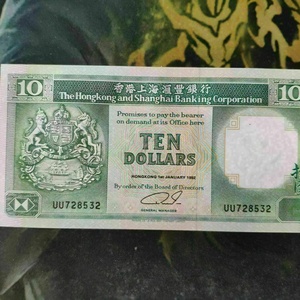 10 香港上海滙豐銀行 10
The Hongkong and Shanghai Banking Corporation
Promises to pay the bearer
on demand at its Office here
TEN
DOLLARS
HONGKONG 1st JANUARY
By order of the Board of Directors
UU728532 UU728532
GENERAL MANAGER